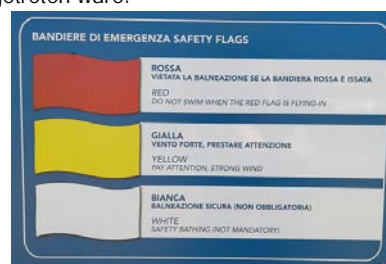 getreten wäre.
BANDIERE DI EMERGENZA SAFETY FLAGS
ROSSA
VIETATA LA BALNEAZIONE SE LA BANDIERA ROSSA È ISSATA
RED
DO NOT SWIM WHEN THE RED FLAG IS FLYING-IN
GIALLA
VENTO FORTE, PRESTARE ATTENZIONE
YELLOW
PAY ATTENTION, STRONG WIND
BIANCA
BALNEAZIONE SICURA (NON OBBLIGATORIA)
WHITE
SAFETY BATHING (NOT MANDATORY)